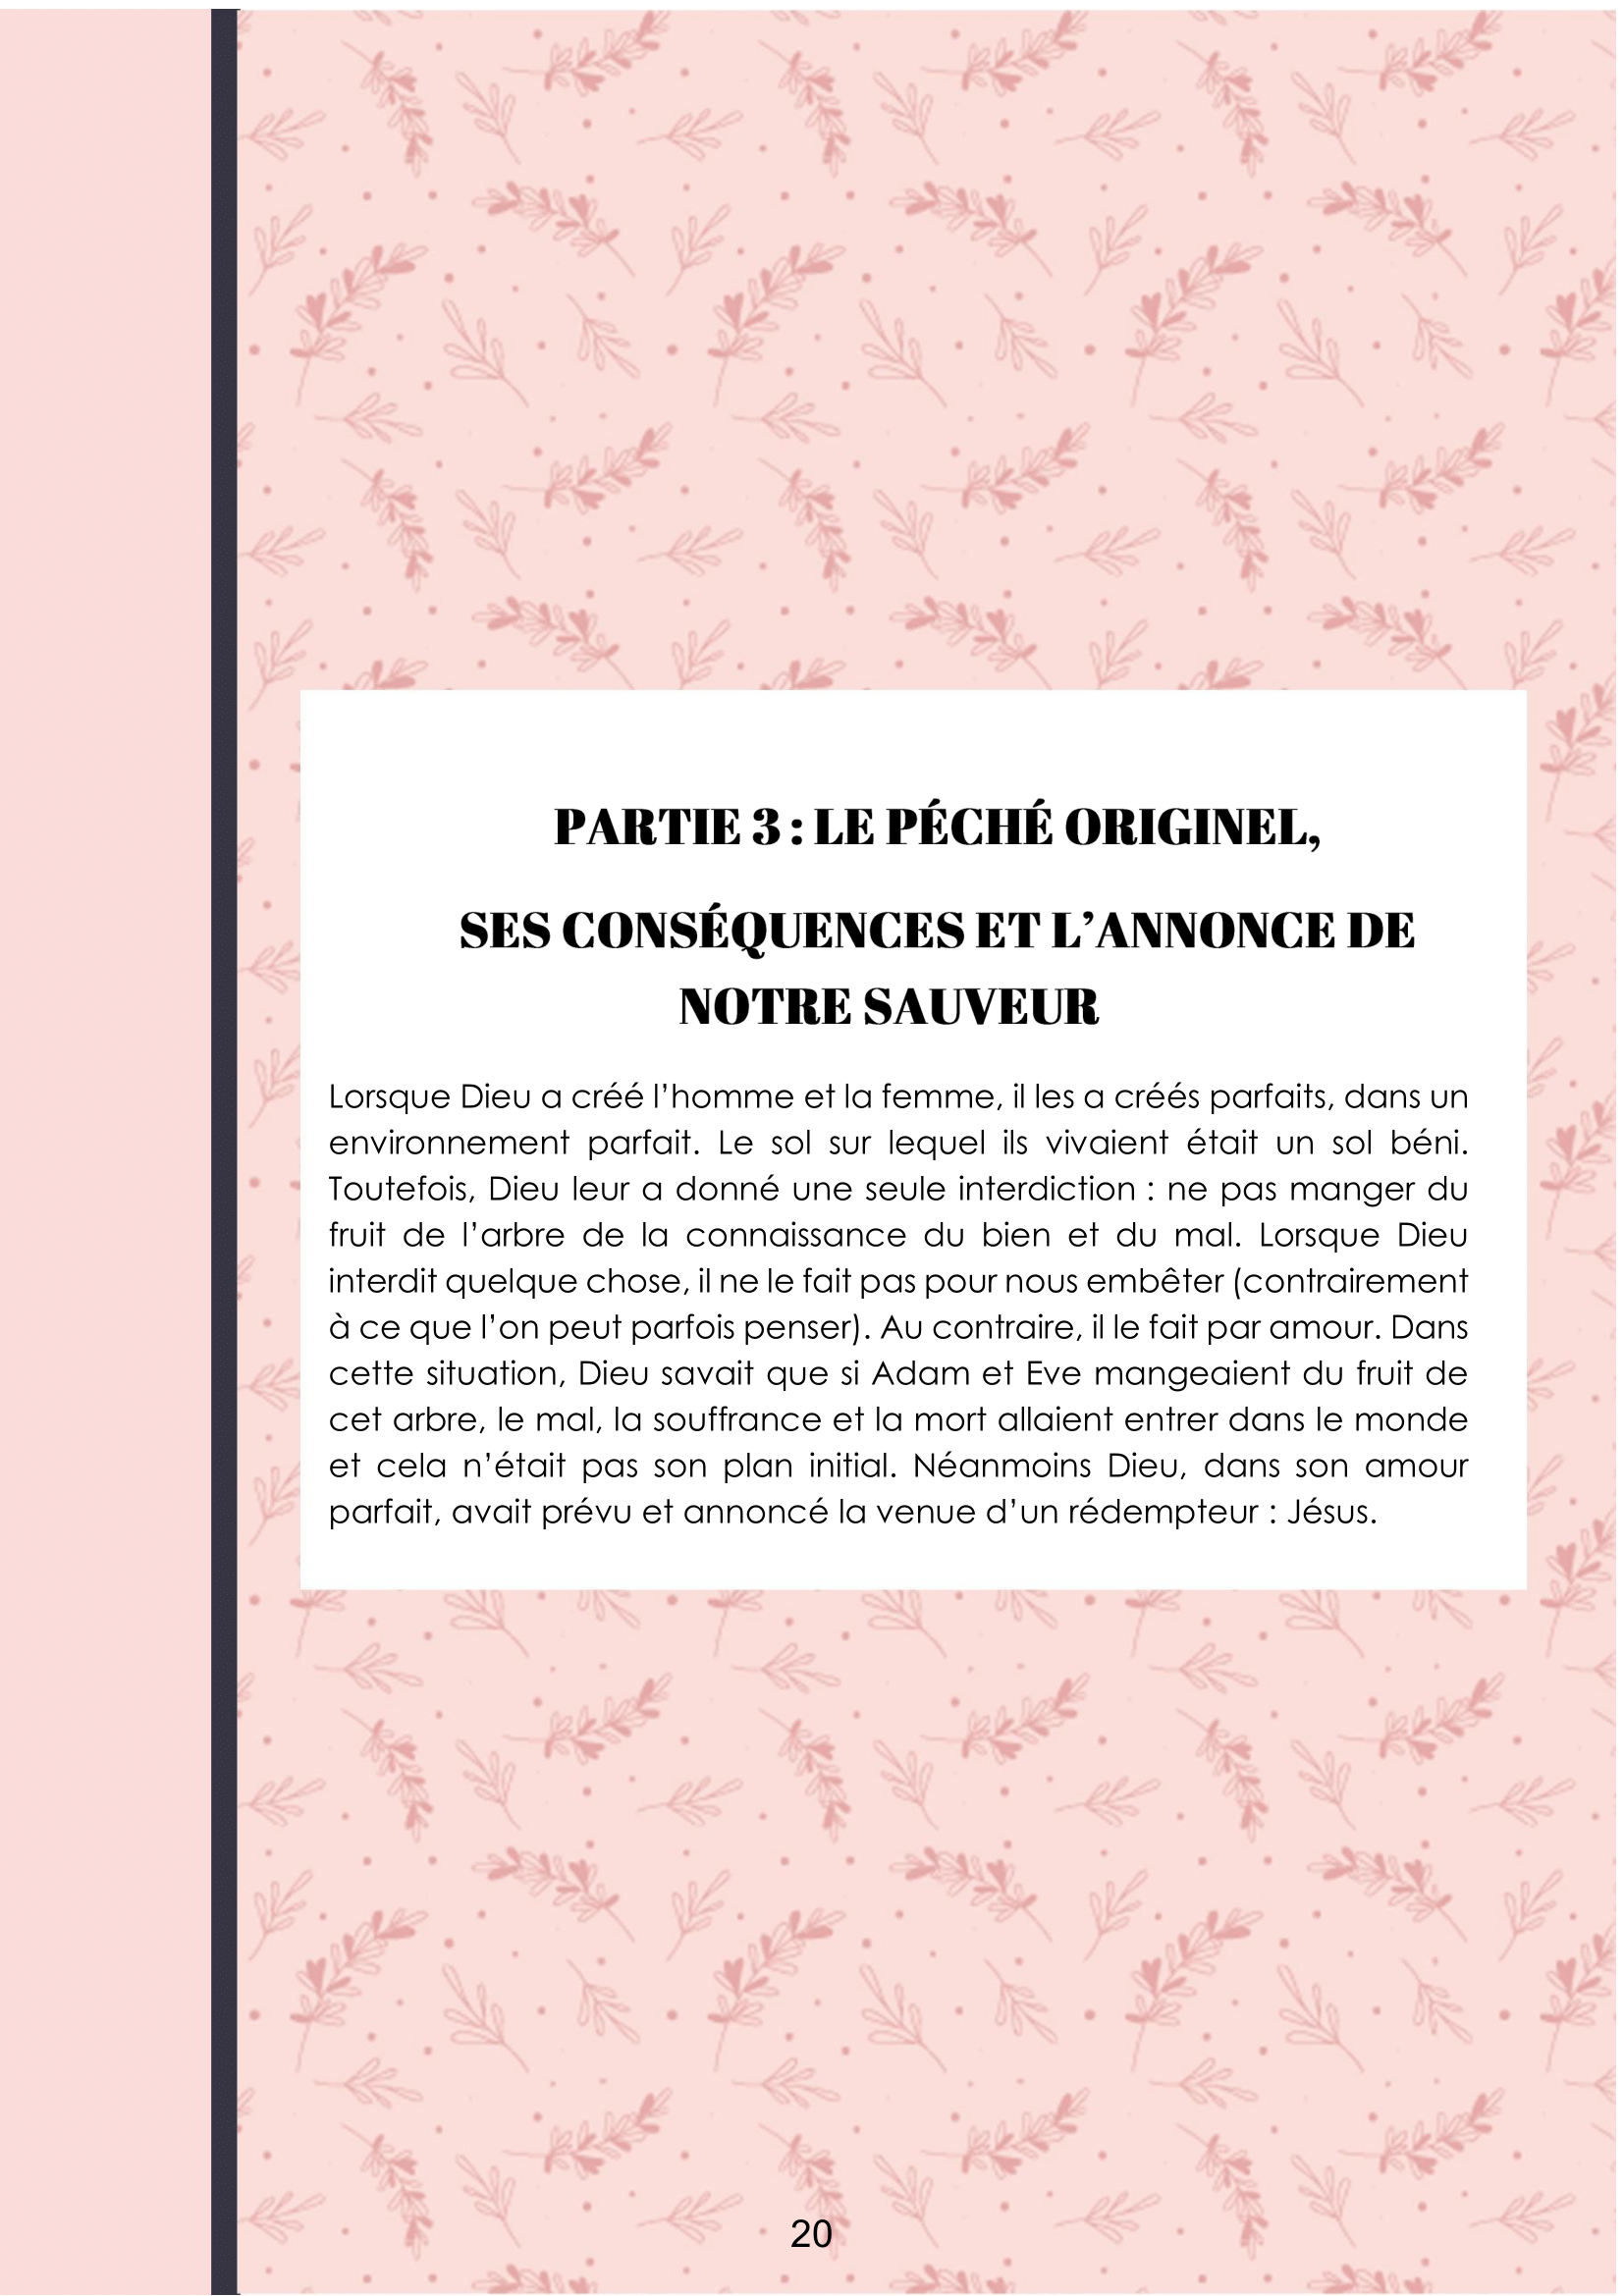 PARTIE 3 : LE PÉCHÉ ORIGINEL,
SES CONSÉQUENCES ET L’ANNONCE DE
NOTRE SAUVEUR
Lorsque Dieu a créé l’homme et la femme, il les a créés parfaits, dans un
environnement parfait. Le sol sur lequel ils vivaient était un sol béni.
Toutefois, Dieu leur a donné une seule interdiction : ne pas manger du
fruit de l’arbre de la connaissance du bien et du mal. Lorsque Dieu
interdit quelque chose, il ne le fait pas pour nous embêter (contrairement
à ce que l’on peut parfois penser). Au contraire, il le fait par amour. Dans
cette situation, Dieu savait que si Adam et Eve mangeaient du fruit de
cet arbre, le mal, la souffrance et la mort allaient entrer dans le monde
et cela n’était pas son plan initial. Néanmoins Dieu, dans son amour
parfait, avait prévu et annoncé la venue d’un rédempteur : Jésus.
20